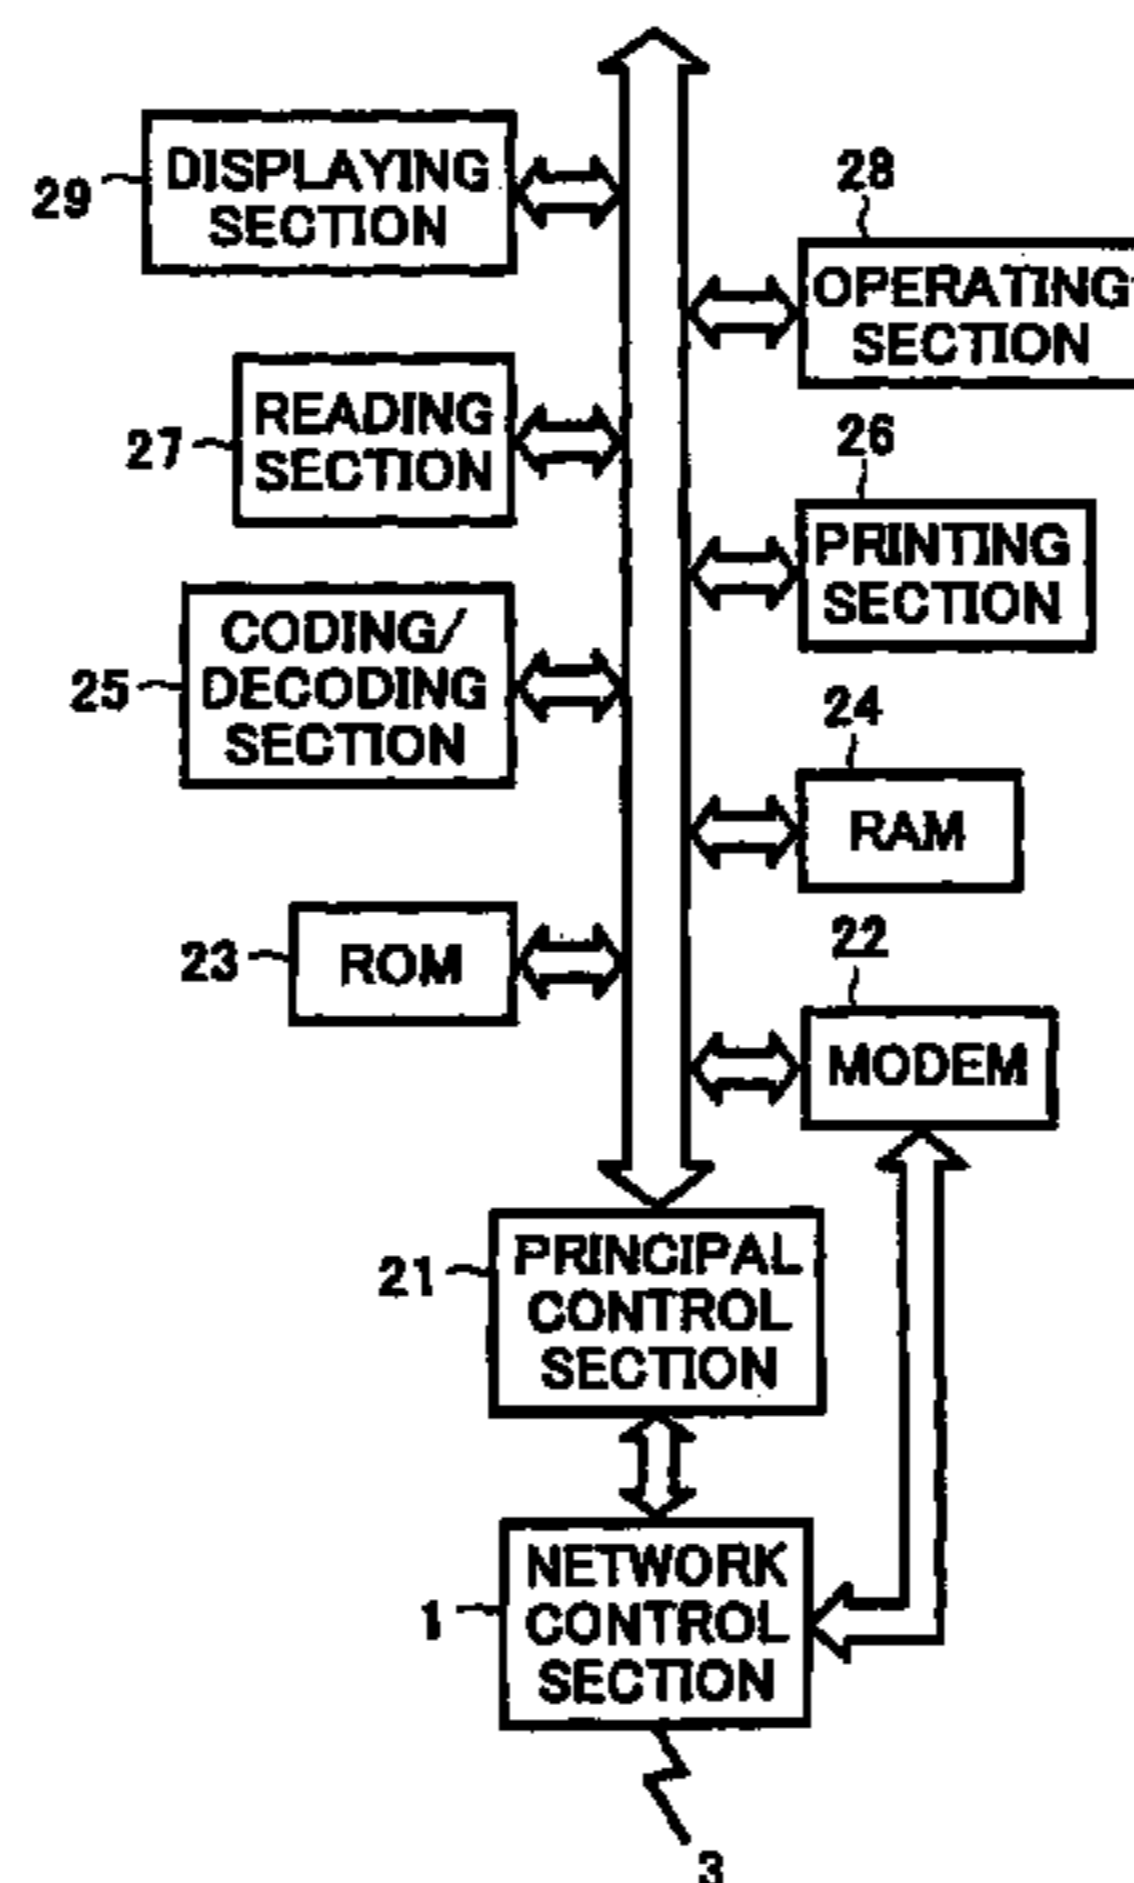 29
DISPLAYING
SECTION
28
OPERATING
SECTION
27
READING
SECTION
26
PRINTING
SECTION
25
CODING/
DECODING
SECTION
24
RAM
23
ROM
22
MODEM
21
PRINCIPAL
CONTROL
SECTION
1
NETWORK
CONTROL
SECTION
3